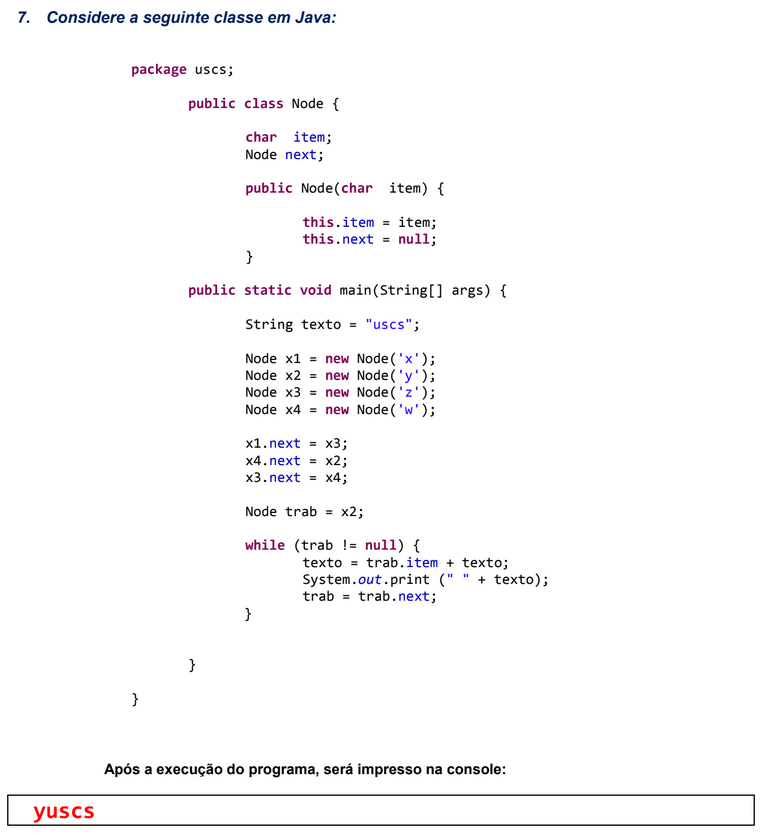 7. Considere a seguinte classe em Java:
package uscs;
public class Node {
char  item;
Node next;
public Node(char  item) {
this.item = item;
this.next = null;
}
public static void main(String[] args) {
String texto = "uscs";
Node x1 = new Node('x');
Node x2 = new Node('y');
Node x3 = new Node('z');
Node x4 = new Node('w');
x1.next = x3;
x4.next = x2;
x3.next = x4;
Node trab = x2;
while (trab != null) {
texto = trab.item + texto;
System.out.print (" " + texto);
trab = trab.next;
}
}
}
Após a execução do programa, será impresso na console:
yuscs